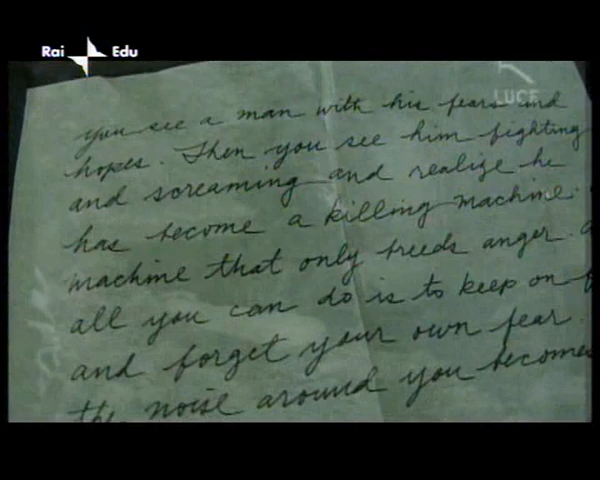 Rai Edu
LUCE
you see a man with his fears and
hopes. Then you see him fighting
and screaming and realize he
has become a killing machine.
machine that only breeds anger.
all you can do is to keep on
and forget your own fear.
the noise around you becomes